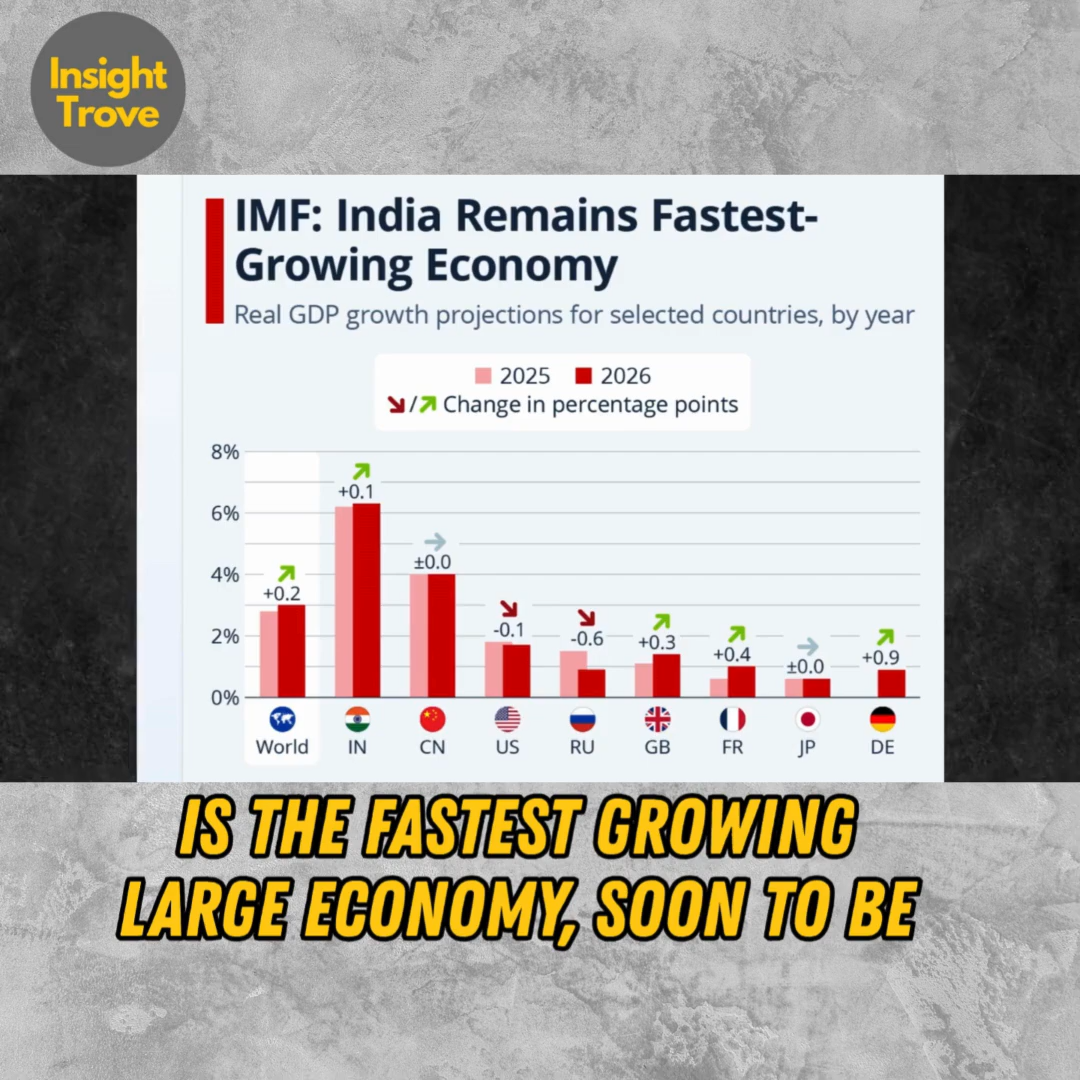 Insight
Trove
IMF: India Remains Fastest-
Growing Economy
Real GDP growth projections for selected countries, by year
2025 2026
/ Change in percentage points
8%
6%
4%
2%
0%
+0.2
+0.1
±0.0
-0.1
-0.6
+0.3
+0.4
±0.0
+0.9
World IN CN US RU GB FR JP DE
IS THE FASTEST GROWING
LARGE ECONOMY, SOON TO BE